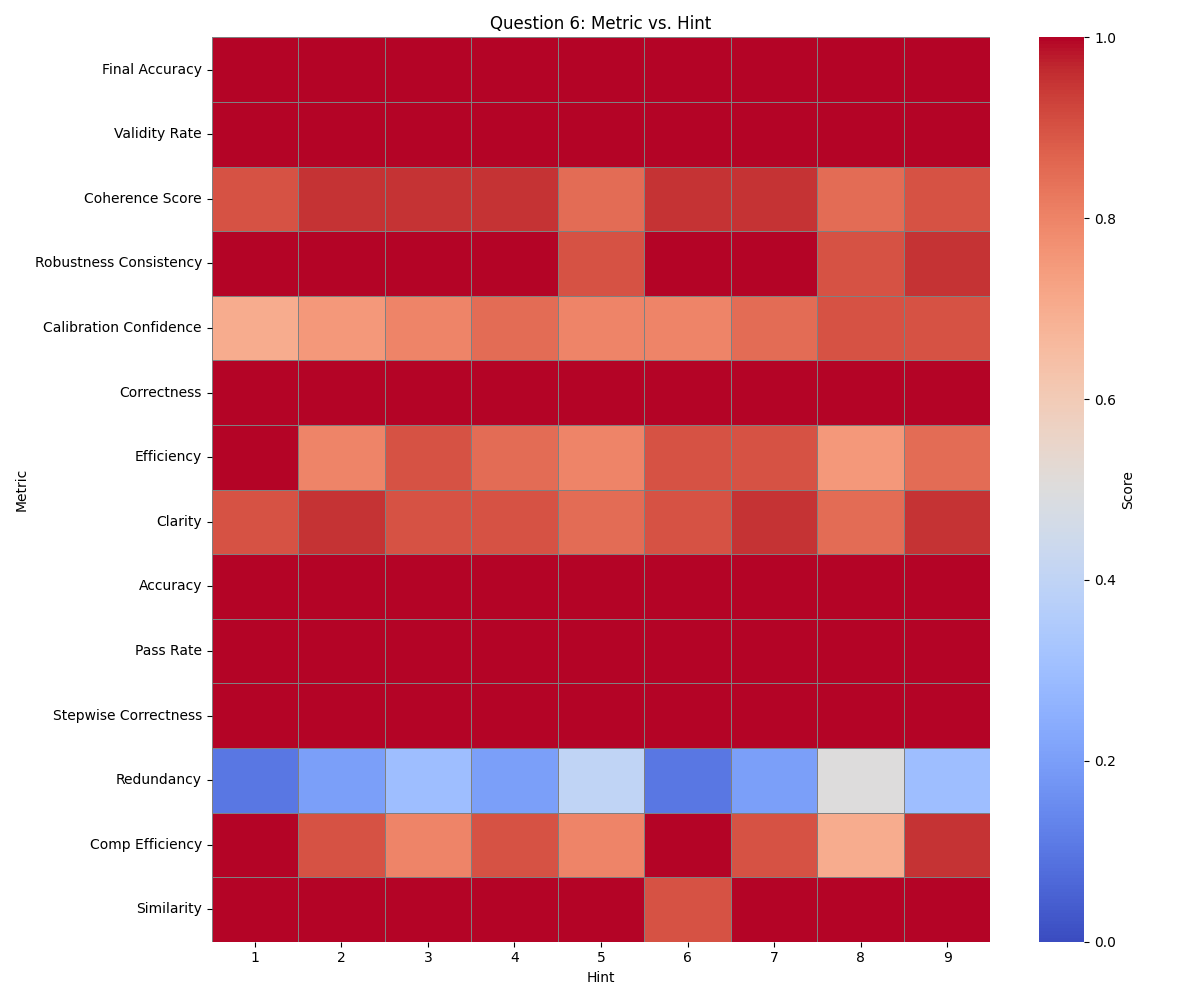 Question 6: Metric vs. Hint
Final Accuracy
Validity Rate
Coherence Score
Robustness Consistency
Calibration Confidence
Correctness
Efficiency
Clarity
Accuracy
Pass Rate
Stepwise Correctness
Redundancy
Comp Efficiency
Similarity
Metric
1 2 3 4 5 6 7 8 9
Hint
1.0
0.8
0.6
0.4
0.2
0.0
Score